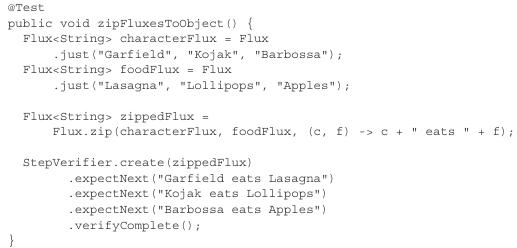 @Test
public void zipFluxesToObject() {
  Flux<String> characterFlux = Flux
      .just("Garfield", "Kojak", "Barbossa");
  Flux<String> foodFlux = Flux
      .just("Lasagna", "Lollipops", "Apples");

  Flux<String> zippedFlux =
      Flux.zip(characterFlux, foodFlux, (c, f) -> c + " eats " + f);

  StepVerifier.create(zippedFlux)
        .expectNext("Garfield eats Lasagna")
        .expectNext("Kojak eats Lollipops")
        .expectNext("Barbossa eats Apples")
        .verifyComplete();
}